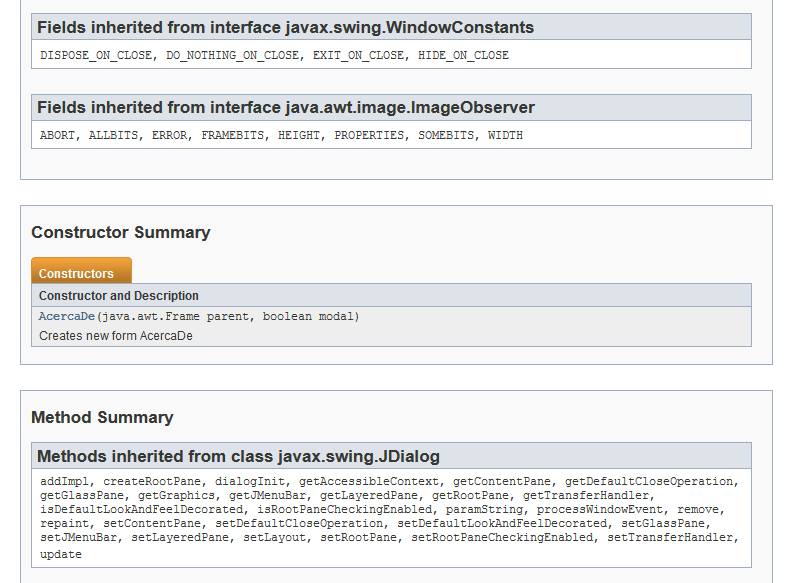 Fields inherited from interface javax.swing.WindowConstants
DISPOSE_ON_CLOSE, DO_NOTHING_ON_CLOSE, EXIT_ON_CLOSE, HIDE_ON_CLOSE
Fields inherited from interface java.awt.image.ImageObserver
ABORT, ALLBITS, ERROR, FRAMEBITS, HEIGHT, PROPERTIES, SOMEBITS, WIDTH
Constructor Summary
Constructors
Constructor and Description
AcercaDe(java.awt.Frame parent, boolean modal)
Creates new form AcercaDe
Method Summary
Methods inherited from class javax.swing.JDialog
addImpl, createRootPane, dialogInit, getAccessibleContext, getContentPane, getDefaultCloseOperation,
getGlassPane, getGraphics, getJMenuBar, getLayeredPane, getRootPane, getTransferHandler,
isDefaultLookAndFeelDecorated, isRootPaneCheckingEnabled, paramString, processWindowEvent, remove,
repaint, setContentPane, setDefaultCloseOperation, setDefaultLookAndFeelDecorated, setGlassPane,
setJMenuBar, setLayeredPane, setLayout, setRootPane, setRootPaneCheckingEnabled, setTransferHandler,
update